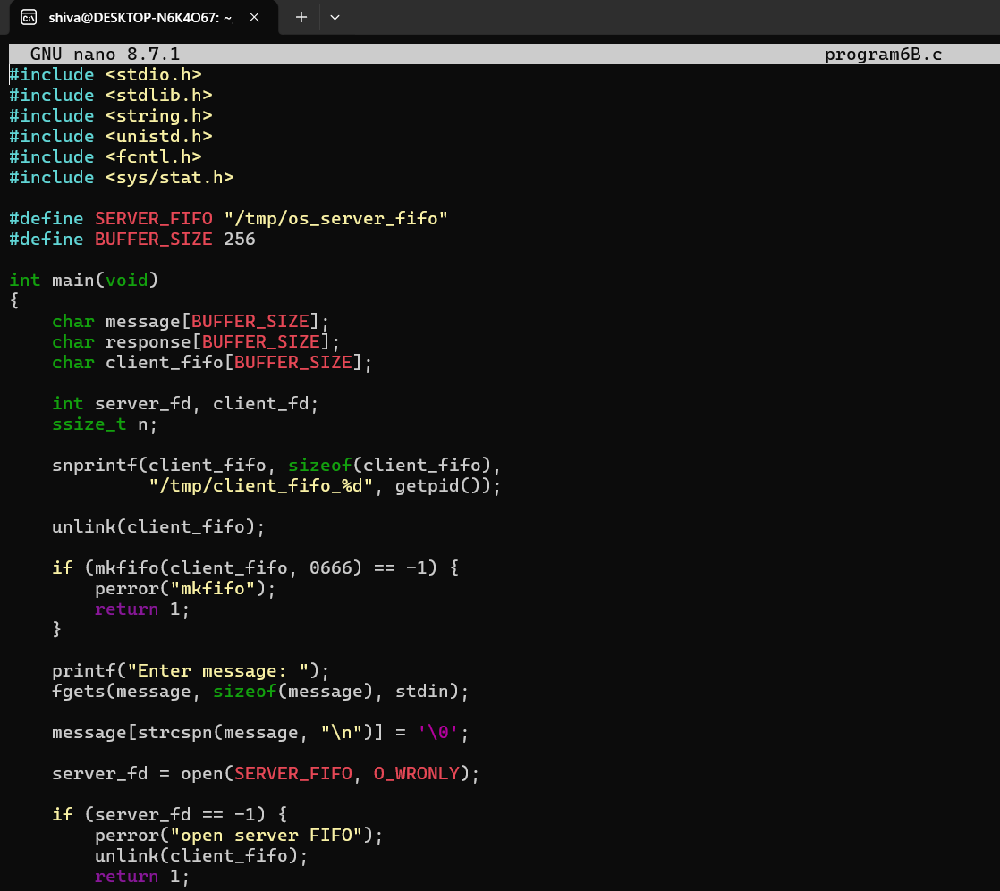 shiva@DESKTOP-N6K4O67: ~
GNU nano 8.7.1 program6B.c
#include <stdio.h>
#include <stdlib.h>
#include <string.h>
#include <unistd.h>
#include <fcntl.h>
#include <sys/stat.h>

#define SERVER_FIFO "/tmp/os_server_fifo"
#define BUFFER_SIZE 256

int main(void)
{
    char message[BUFFER_SIZE];
    char response[BUFFER_SIZE];
    char client_fifo[BUFFER_SIZE];

    int server_fd, client_fd;
    ssize_t n;

    snprintf(client_fifo, sizeof(client_fifo),
             "/tmp/client_fifo_%d", getpid());

    unlink(client_fifo);

    if (mkfifo(client_fifo, 0666) == -1) {
        perror("mkfifo");
        return 1;
    }

    printf("Enter message: ");
    fgets(message, sizeof(message), stdin);

    message[strcspn(message, "\n")] = '\0';

    server_fd = open(SERVER_FIFO, O_WRONLY);

    if (server_fd == -1) {
        perror("open server FIFO");
        unlink(client_fifo);
        return 1;